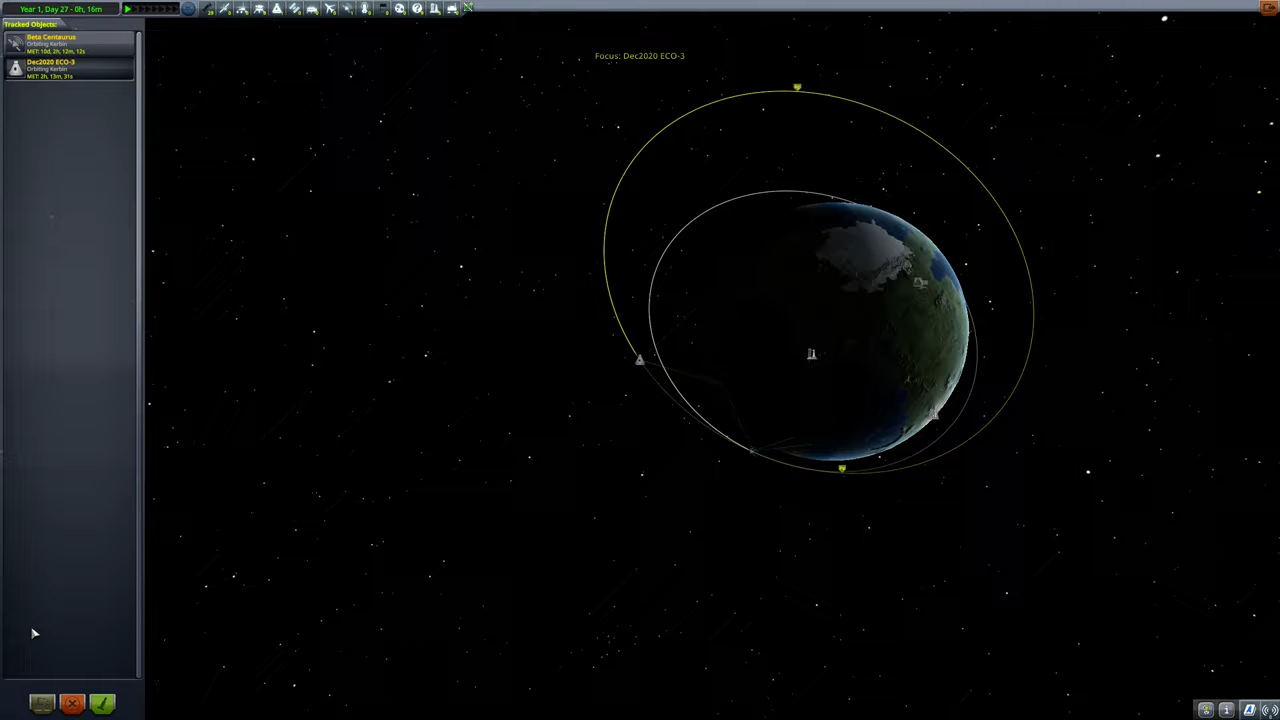 Year 1, Day 27 - 0h, 16m
Tracked Objects:
Beta Centaurus
Orbiting Kerbin
MET: 10d, 2h, 12m, 12s
Dec2020 ECO-3
Orbiting Kerbin
MET: 2h, 13m, 31s
Focus: Dec2020 ECO-3